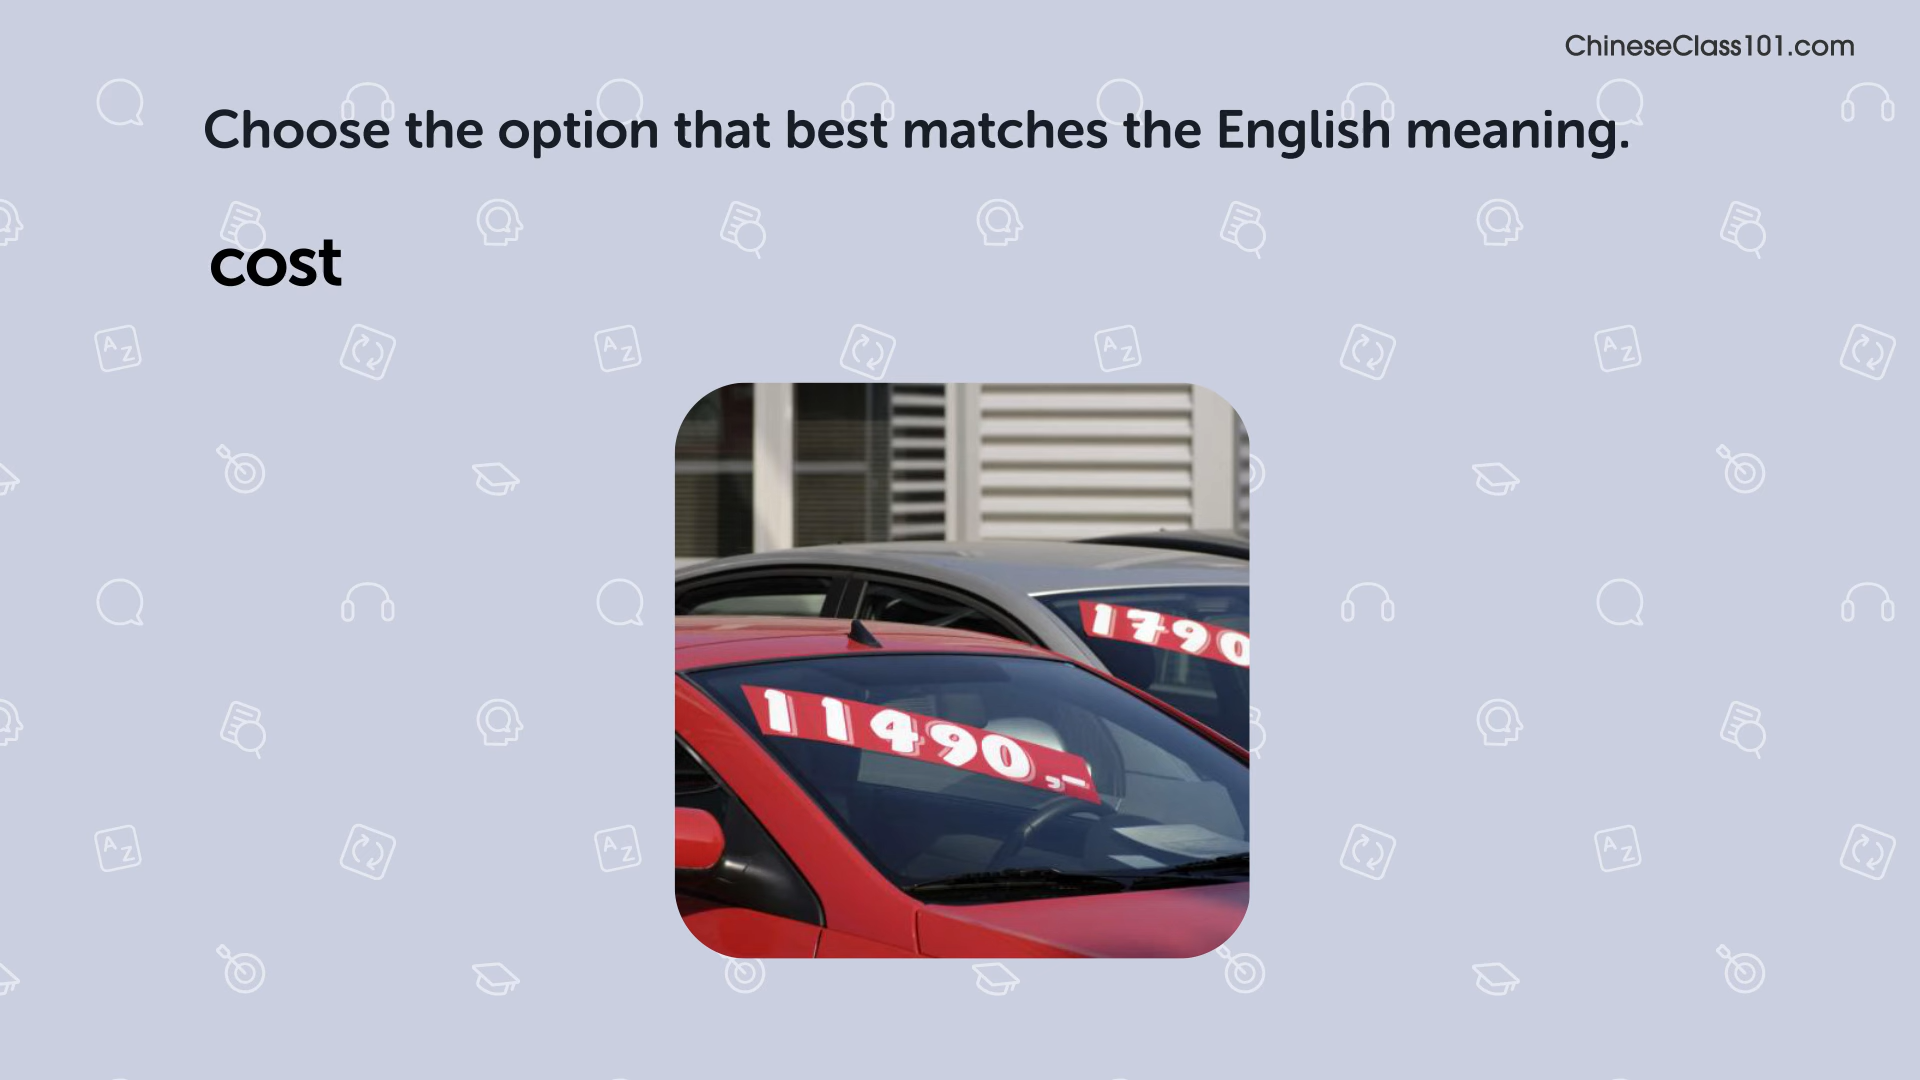 ChineseClass101.com
Choose the option that best matches the English meaning.
cost
1790
11490,-